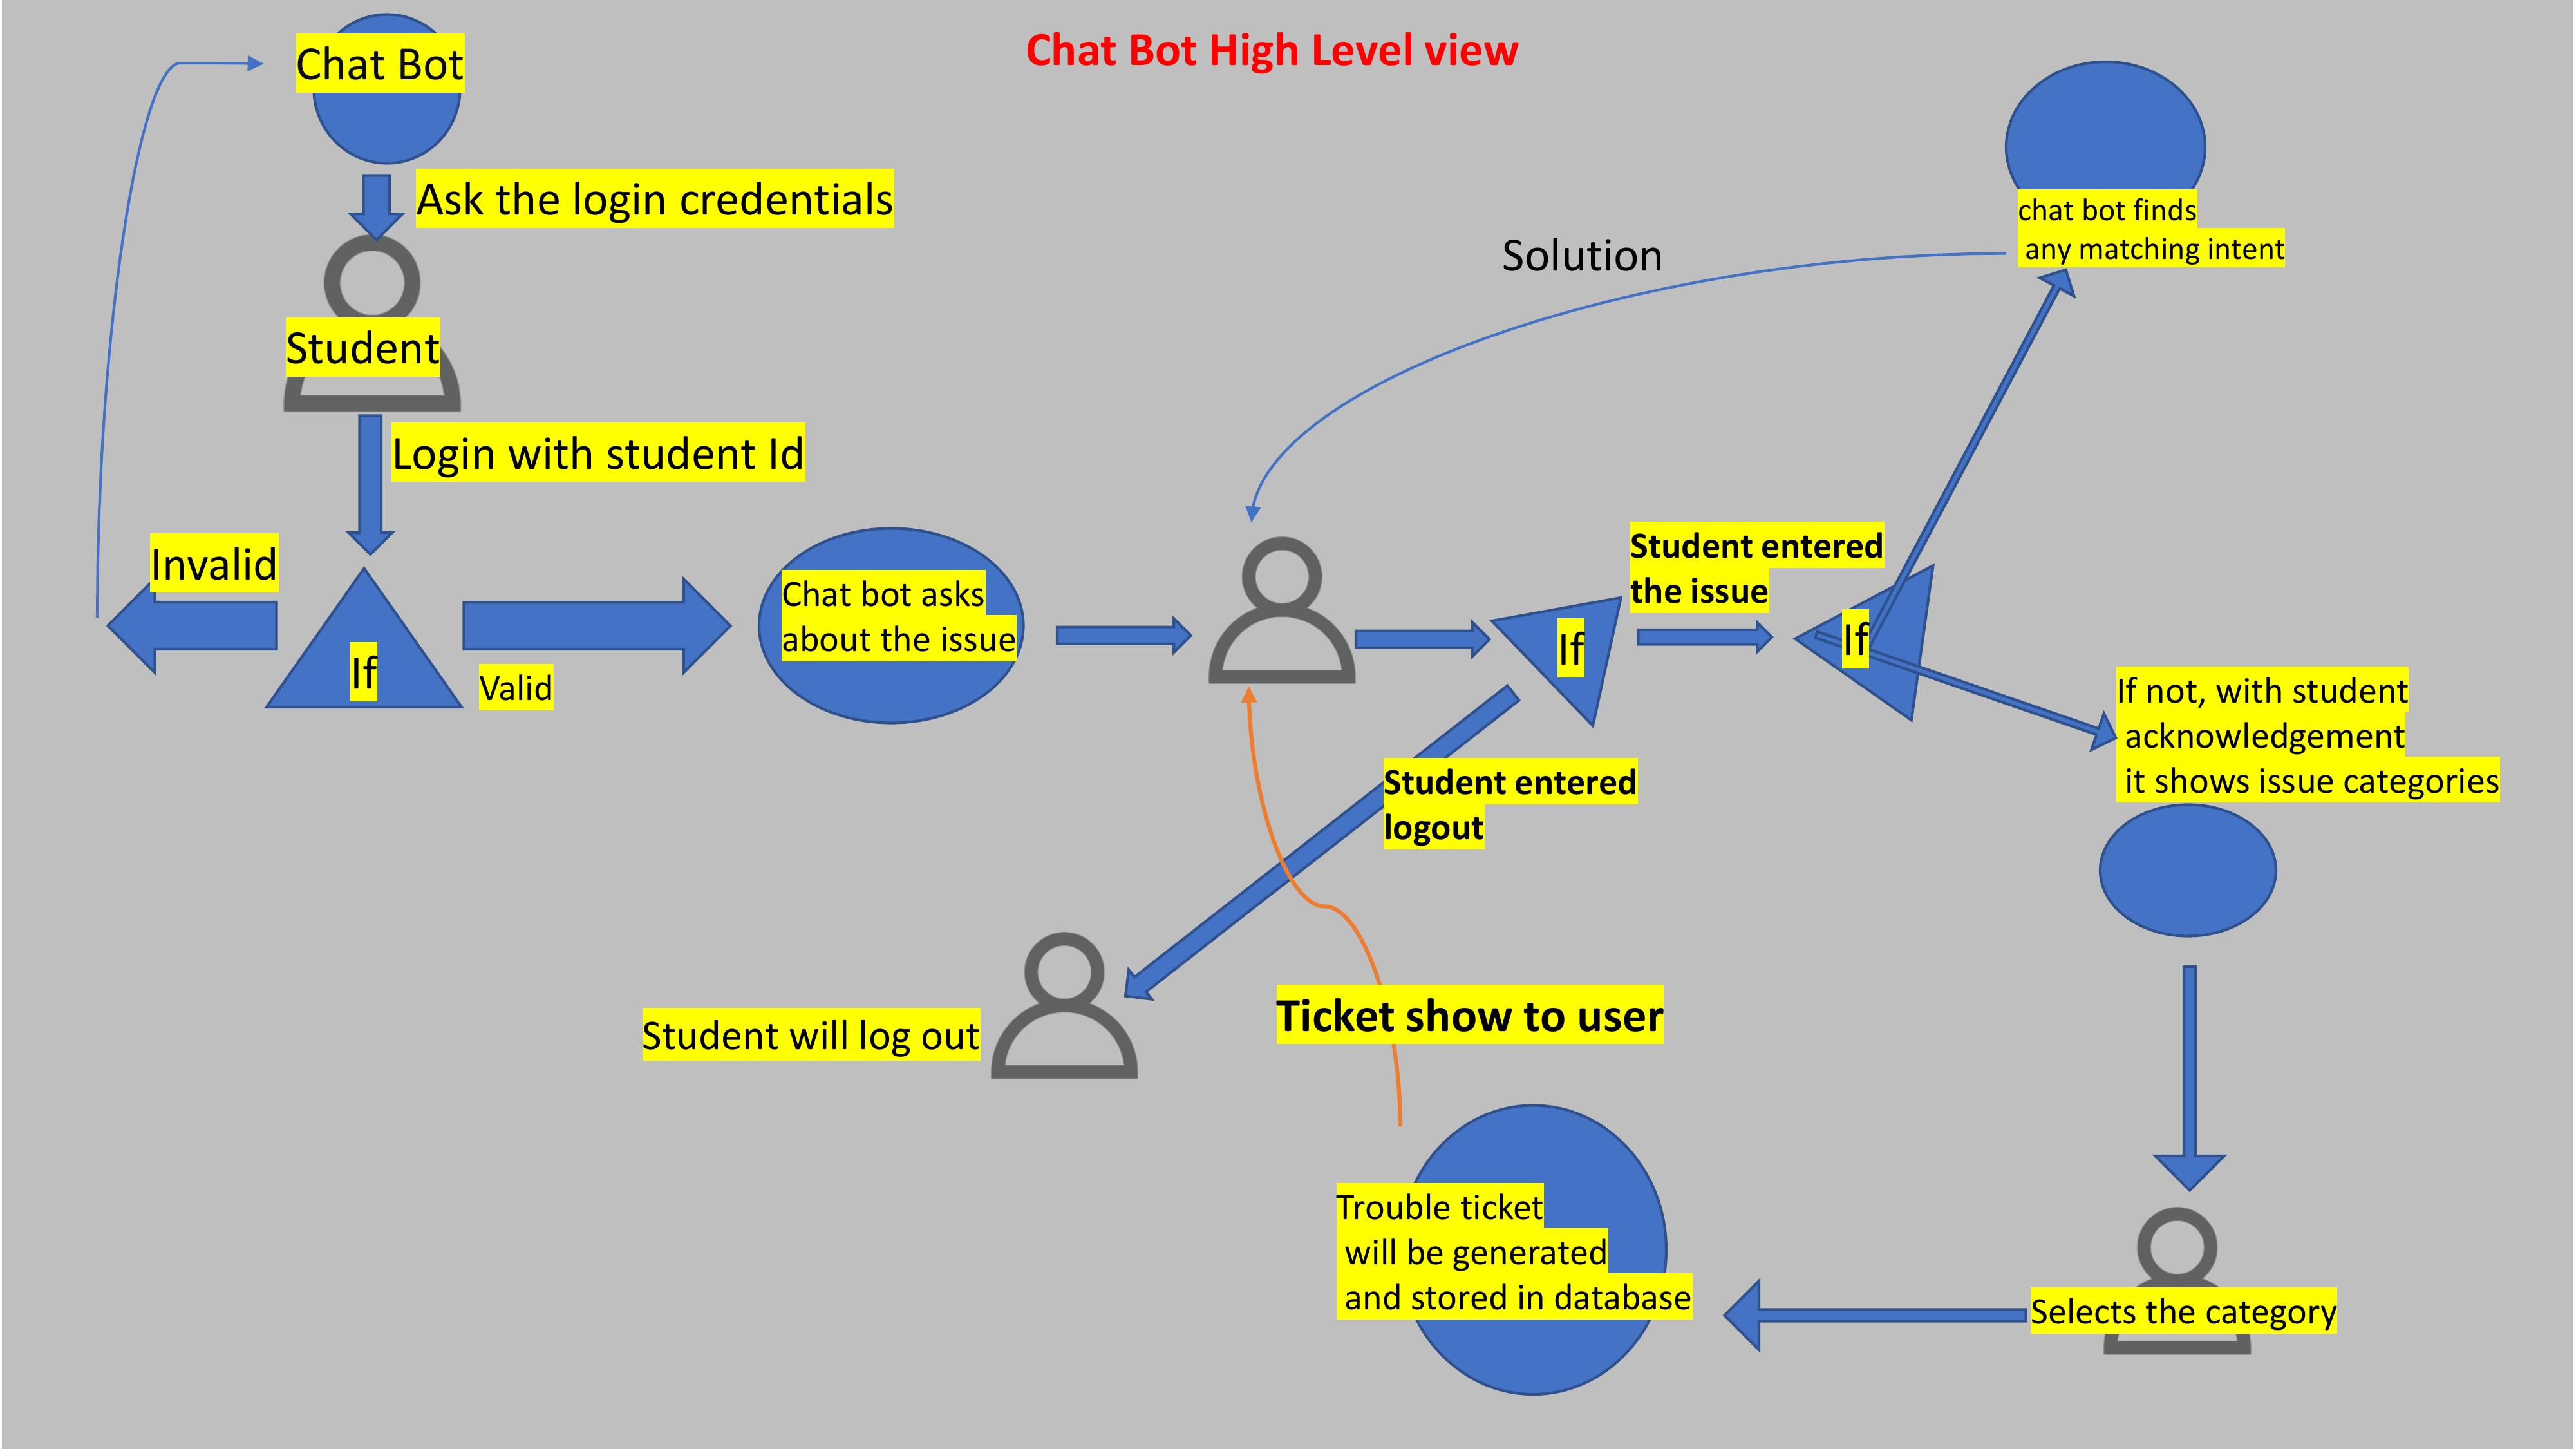 Chat Bot High Level view
Chat Bot
Ask the login credentials
Student
Login with student Id
Invalid
If
Valid
Chat bot asks
about the issue
If
Student entered
the issue
If
chat bot finds
any matching intent
Solution
If not, with student
acknowledgement
it shows issue categories
Student entered
logout
Student will log out
Ticket show to user
Trouble ticket
will be generated
and stored in database
Selects the category